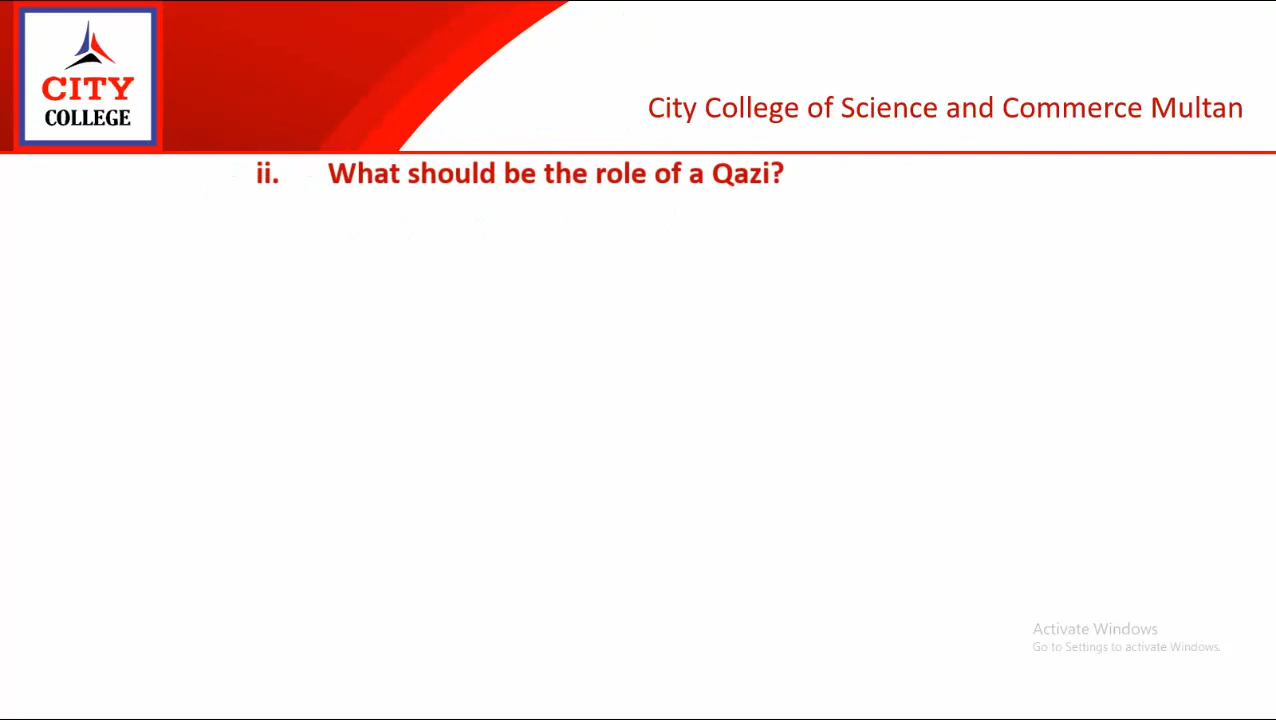 CITY
COLLEGE
City College of Science and Commerce Multan
ii. What should be the role of a Qazi?
Activate Windows
Go to Settings to activate Windows.